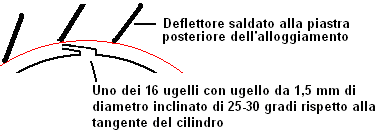 Deflettore saldato alla piastra
posteriore dell'alloggiamento
Uno dei 16 ugelli con ugello da 1,5 mm di
diametro inclinato di 25-30 gradi rispetto alla
tangente del cilindro